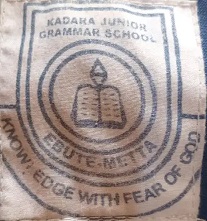 KADARA JUNIOR
GRAMMAR SCHOOL
EBUTE-METTA
KNOWLEDGE WITH FEAR OF GOD